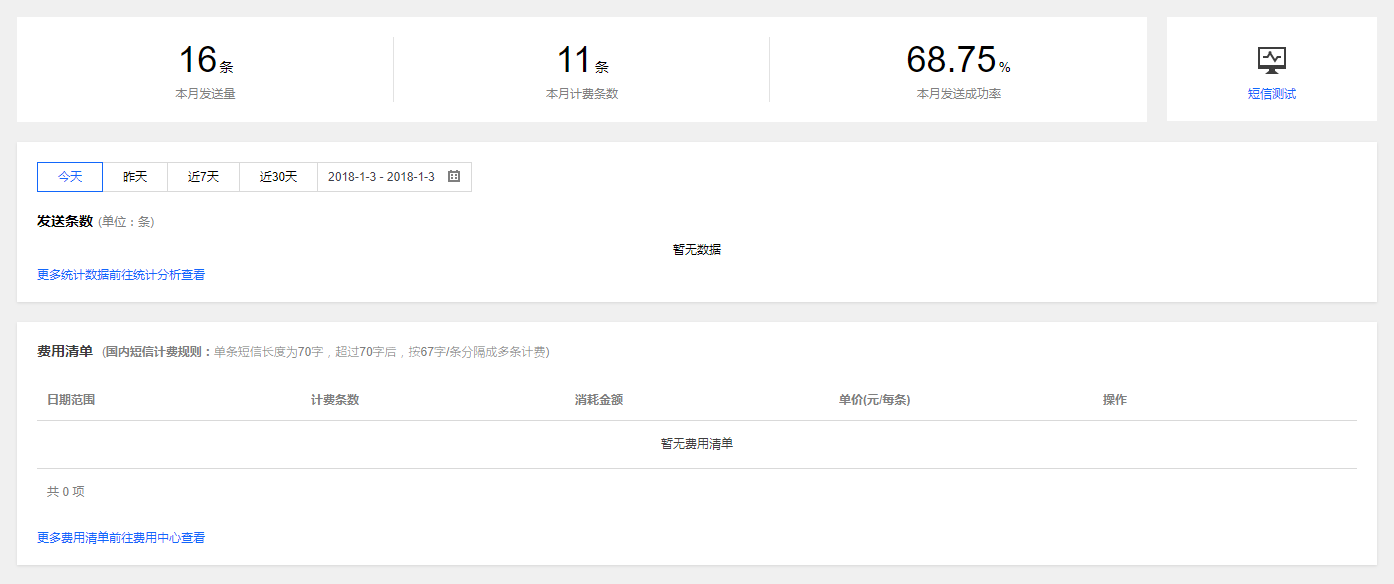 16条
本月发送量
11条
本月计费条数
68.75%
本月发送成功率
短信测试
今天 昨天 近7天 近30天 2018-1-3 - 2018-1-3
发送条数 (单位：条)
暂无数据
更多统计数据前往统计分析查看
费用清单 (国内短信计费规则：单条短信长度为70字，超过70字后，按67字/条分隔成多条计费)
日期范围 计费条数 消耗金额 单价(元/每条) 操作
暂无费用清单
共 0 项
更多费用清单前往费用中心查看